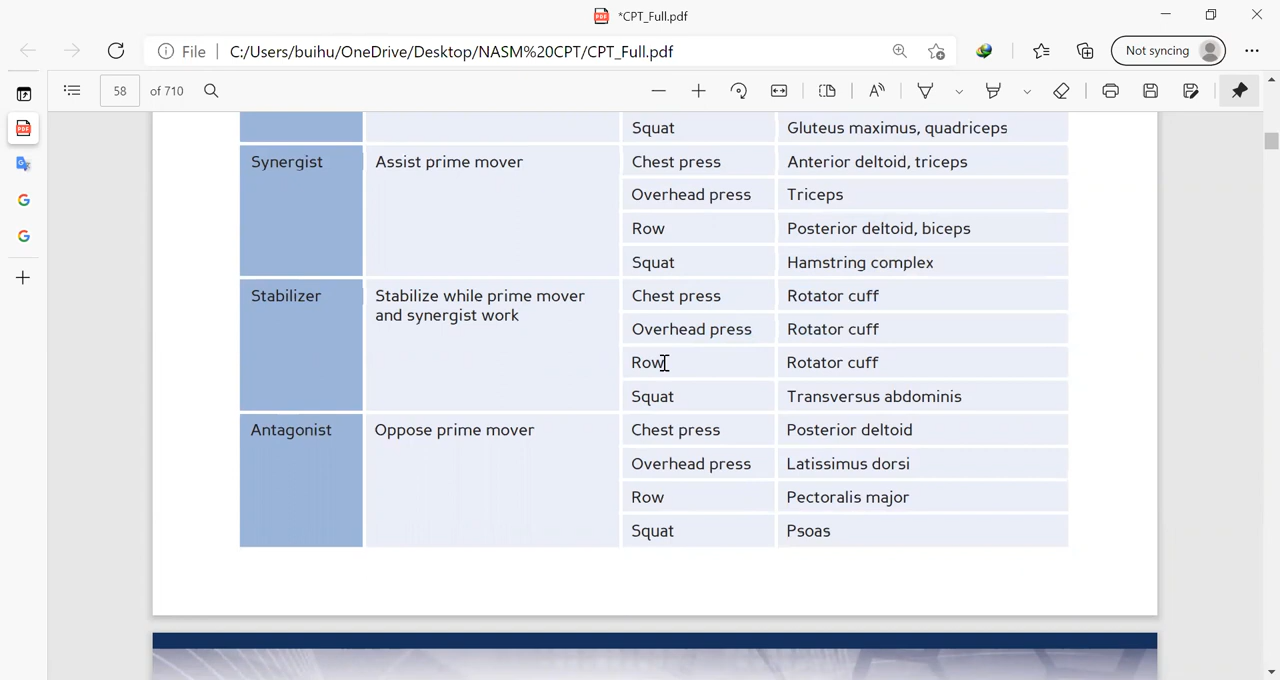 *CPT_Full.pdf
File
C:/Users/buihu/OneDrive/Desktop/NASM%20CPT/CPT_Full.pdf
Not syncing
58
of 710
Squat Gluteus maximus, quadriceps
Synergist Assist prime mover Chest press Anterior deltoid, triceps
Overhead press Triceps
Row Posterior deltoid, biceps
Squat Hamstring complex
Stabilizer Stabilize while prime mover Chest press Rotator cuff
and synergist work
Overhead press Rotator cuff
Row Rotator cuff
Squat Transversus abdominis
Antagonist Oppose prime mover Chest press Posterior deltoid
Overhead press Latissimus dorsi
Row Pectoralis major
Squat Psoas